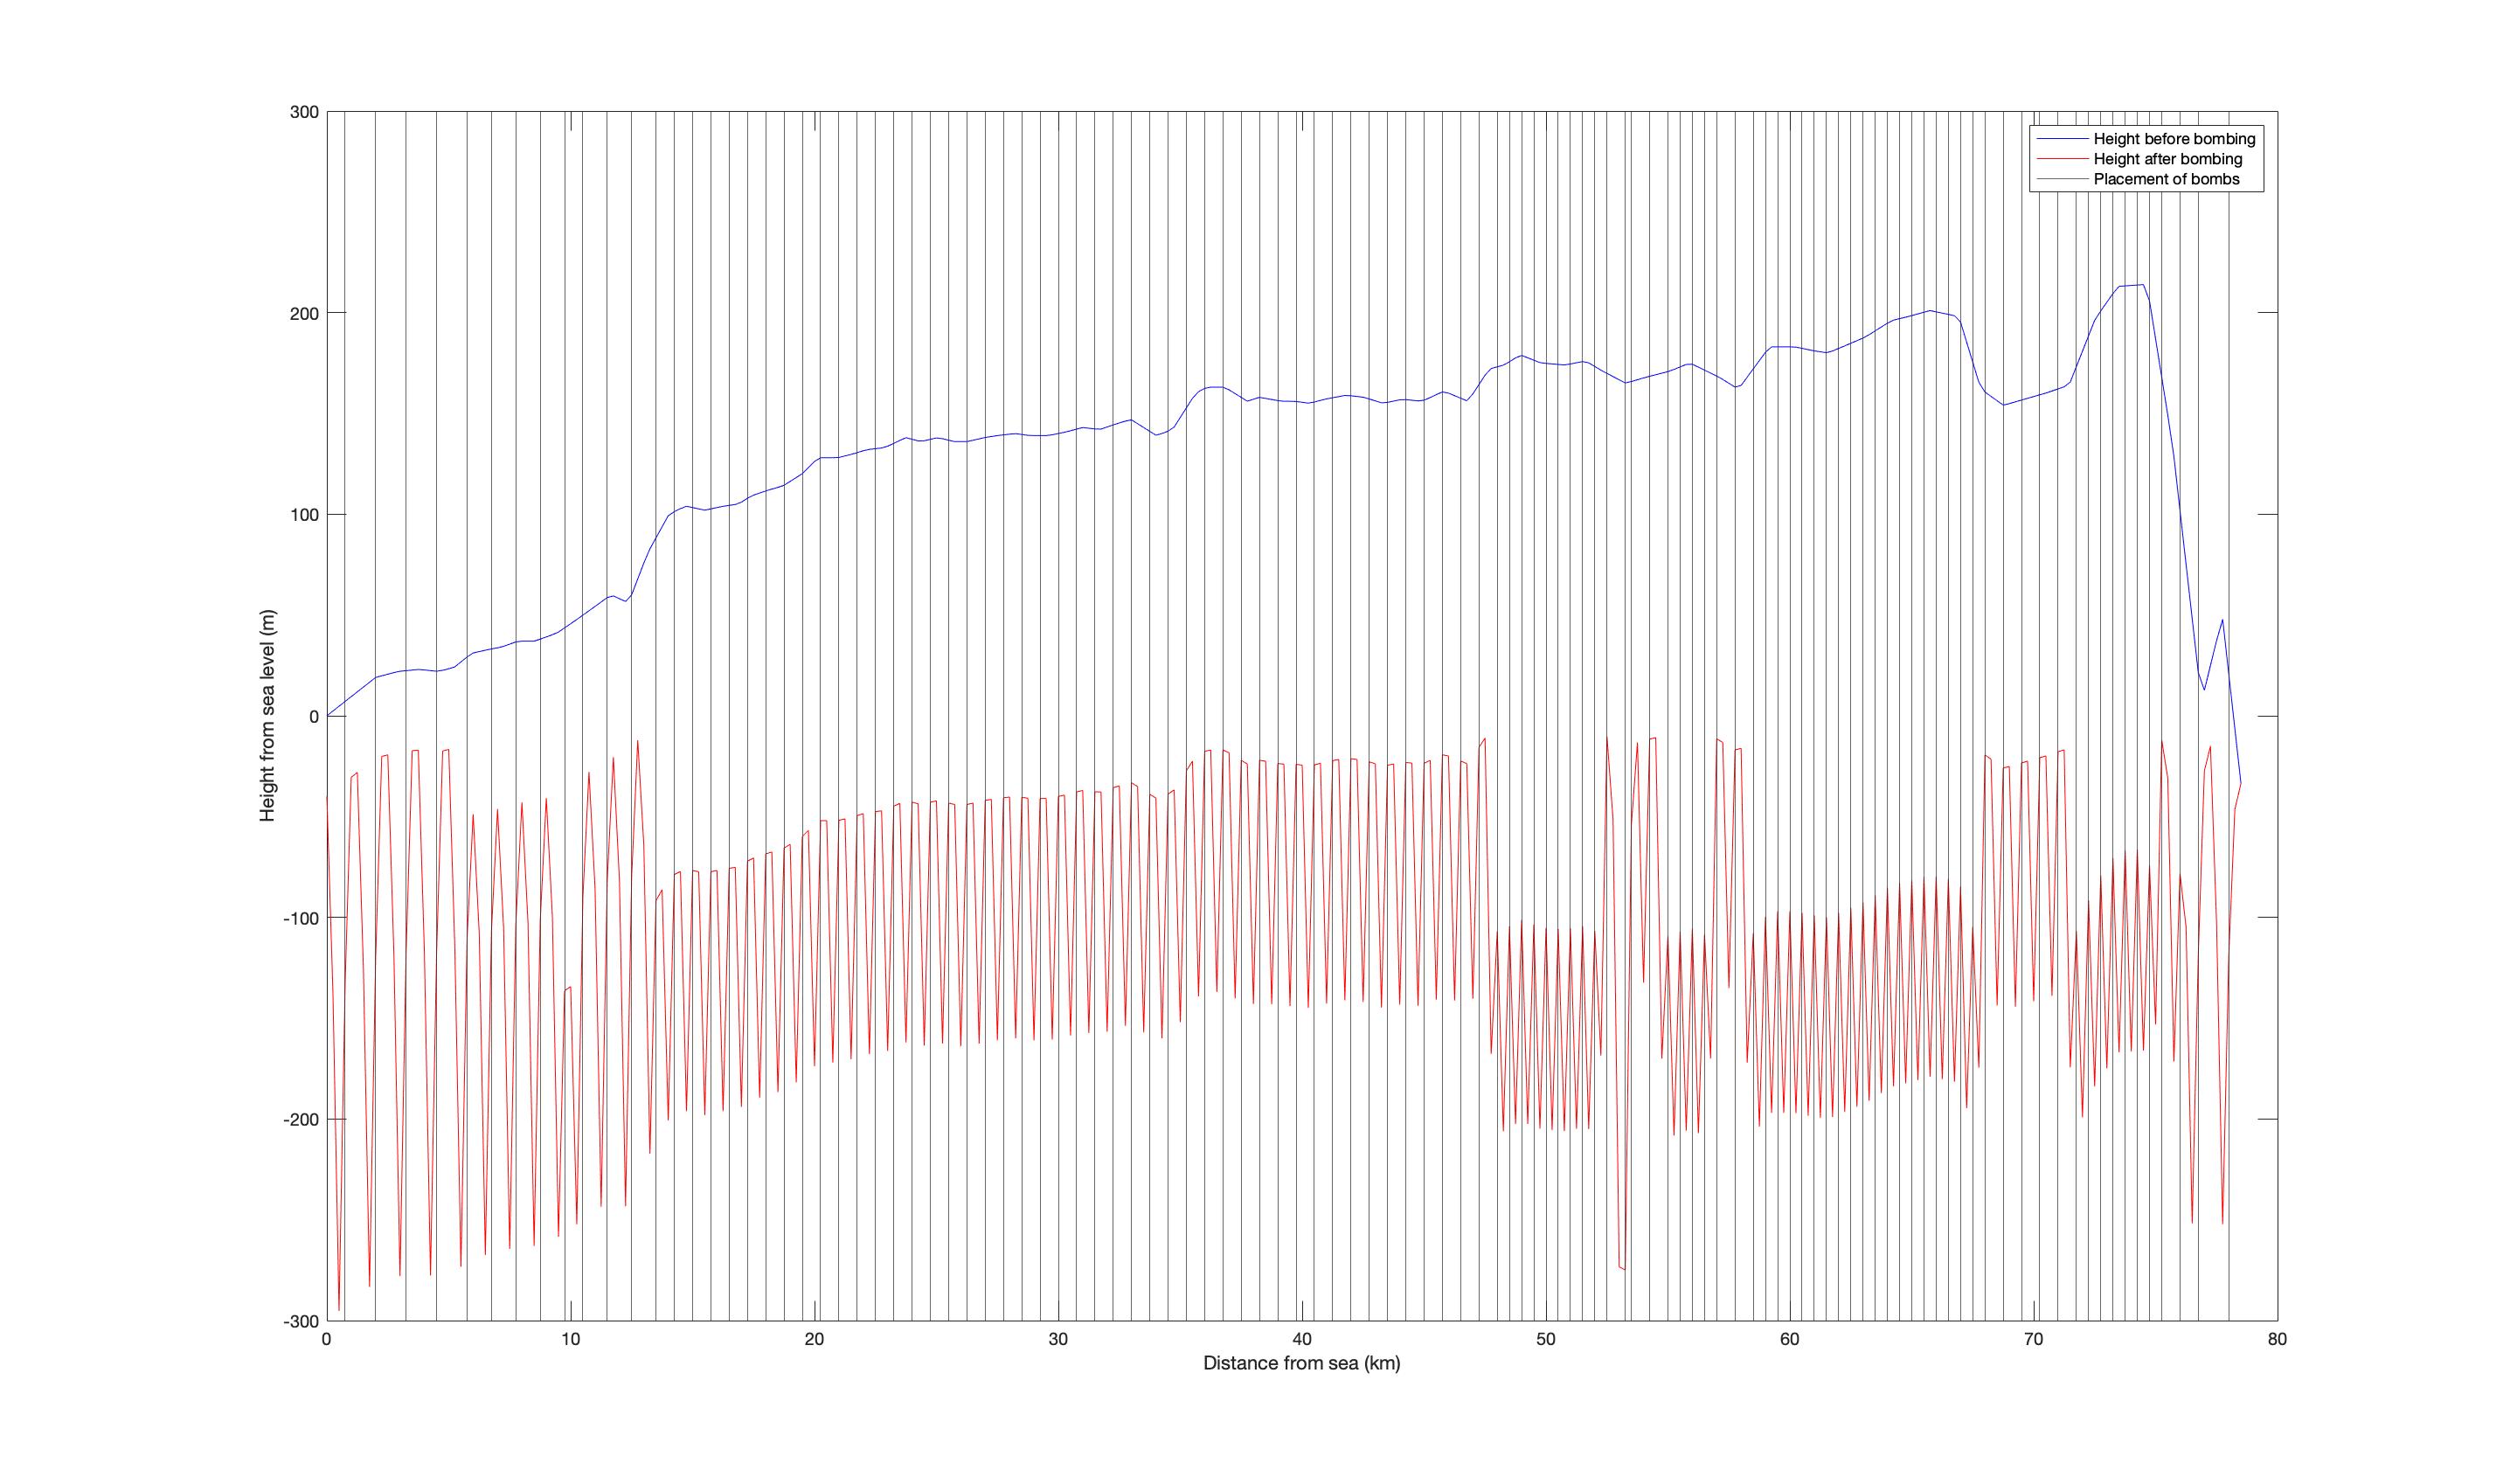 300
200
100
0
-100
-200
-300
0 10 20 30 40 50 60 70 80
Height from sea level (m)
Distance from sea (km)
Height before bombing
Height after bombing
Placement of bombs